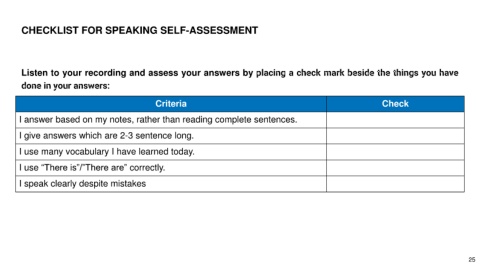 CHECKLIST FOR SPEAKING SELF-ASSESSMENT
Listen to your recording and assess your answers by placing a check mark beside the things you have
done in your answers:
Criteria Check
I answer based on my notes, rather than reading complete sentences.
I give answers which are 2-3 sentence long.
I use many vocabulary I have learned today.
I use “There is”/”There are” correctly.
I speak clearly despite mistakes
25